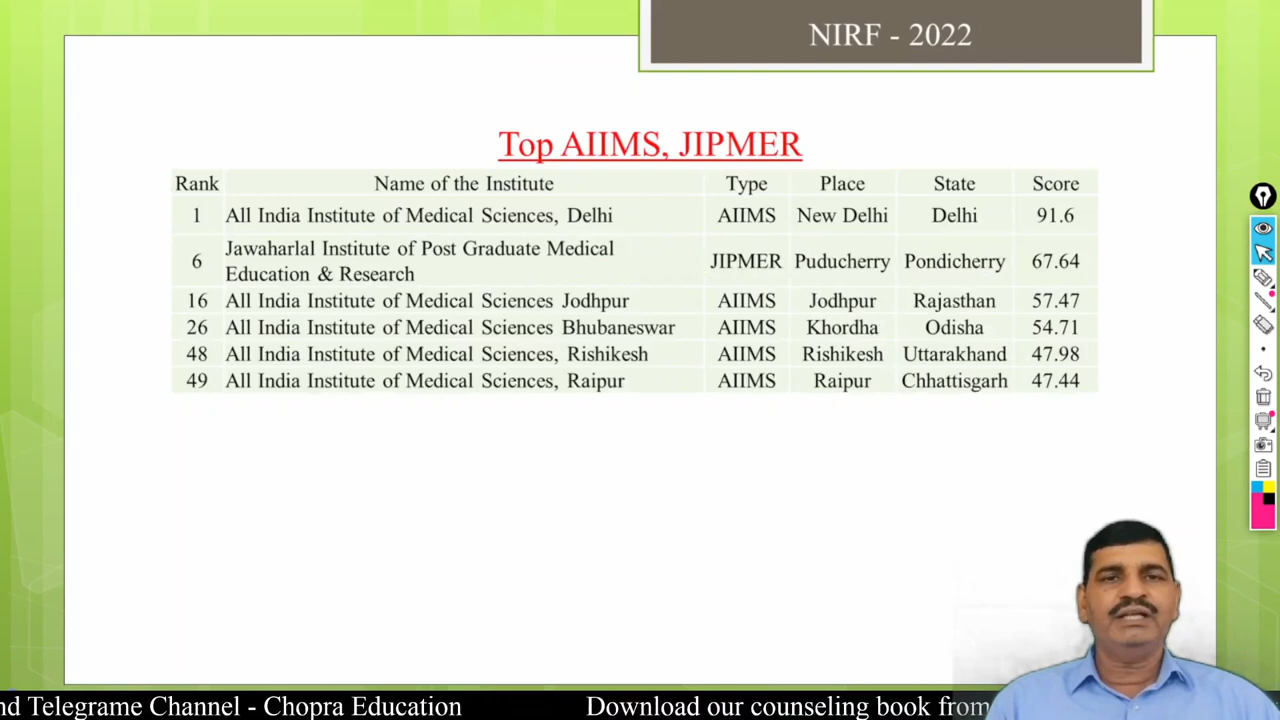 NIRF - 2022
Top AIIMS, JIPMER
Rank Name of the Institute Type Place State Score
1 All India Institute of Medical Sciences, Delhi AIIMS New Delhi Delhi 91.6
6 Jawaharlal Institute of Post Graduate Medical
Education & Research JIPMER Puducherry Pondicherry 67.64
16 All India Institute of Medical Sciences Jodhpur AIIMS Jodhpur Rajasthan 57.47
26 All India Institute of Medical Sciences Bhubaneswar AIIMS Khordha Odisha 54.71
48 All India Institute of Medical Sciences, Rishikesh AIIMS Rishikesh Uttarakhand 47.98
49 All India Institute of Medical Sciences, Raipur AIIMS Raipur Chhattisgarh 47.44
nd Telegrame Channel - Chopra Education Download our counseling book from